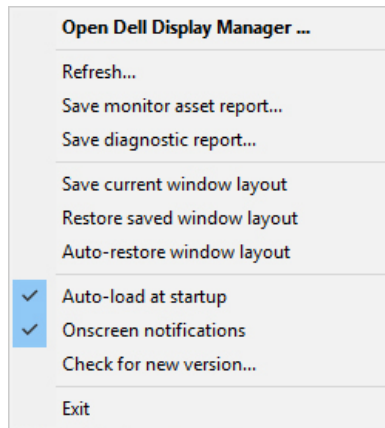 Open Dell Display Manager ...
Refresh...
Save monitor asset report...
Save diagnostic report...
Save current window layout
Restore saved window layout
Auto-restore window layout
Auto-load at startup
Onscreen notifications
Check for new version...
Exit